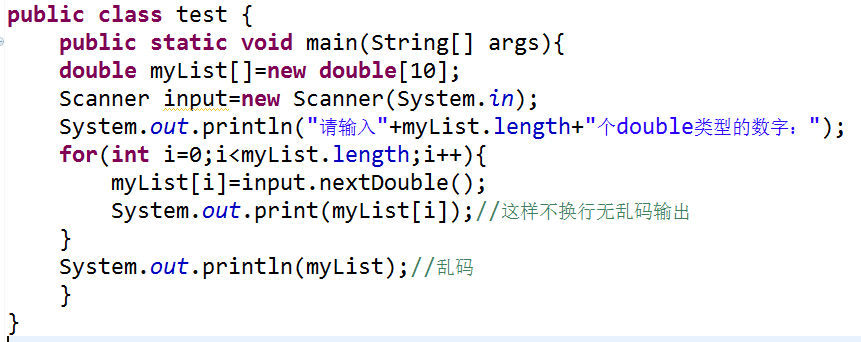 public class test {
    public static void main(String[] args){
    double myList[]=new double[10];
    Scanner input=new Scanner(System.in);
    System.out.println("请输入"+myList.length+"个double类型的数字：");
    for(int i=0;i<myList.length;i++){
        myList[i]=input.nextDouble();
        System.out.print(myList[i]);//这样不换行无乱码输出
    }
    System.out.println(myList);//乱码
    }
}